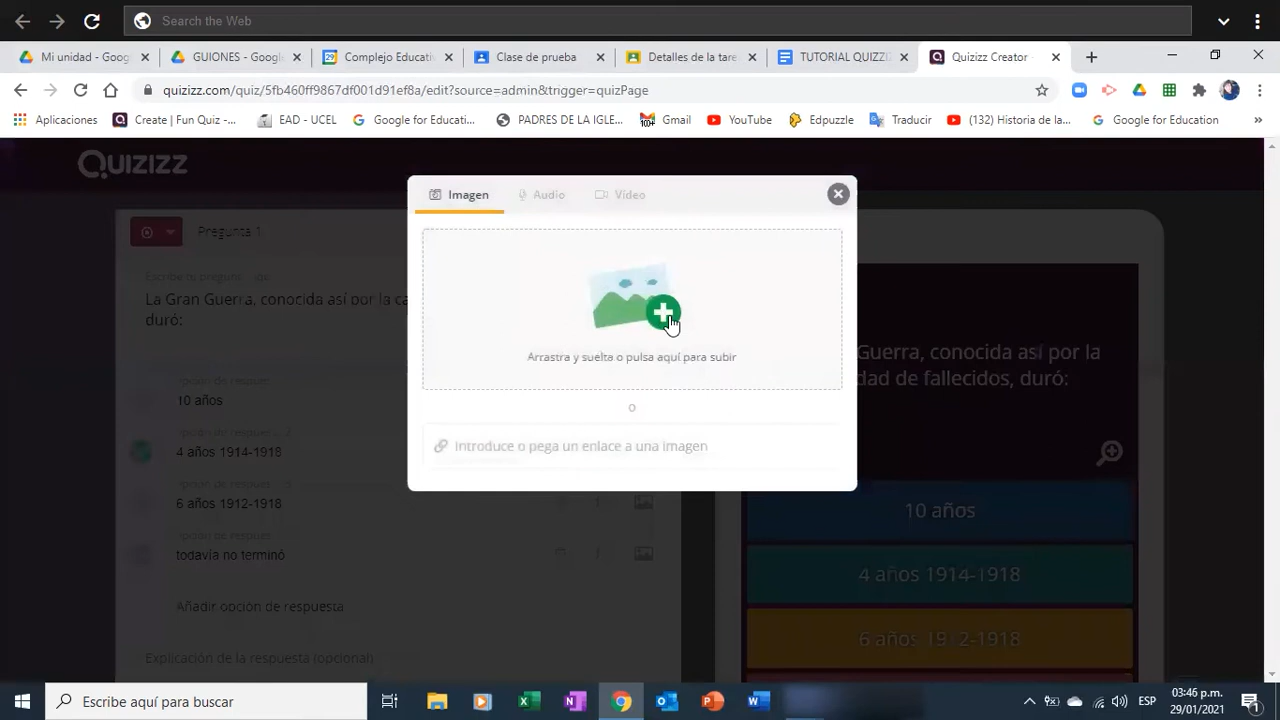 Search the Web
Mi unidad - Goog
GUIONES - Google
Complejo Educati
Clase de prueba
Detalles de la tare
TUTORIAL QUIZZ
Quizizz Creator
quizizz.com/quiz/5fb460ff9867df001b1ef8a/edit?source=admin&trigger=quizPage
Aplicaciones
Create | Fun Quiz -...
EAD - UCEL
Google for Educati...
PADRES DE LA IGLE...
Gmail
YouTube
Edpuzzle
Traducir
(132) Historia de la...
Google for Education
QUIZIZZ
Imagen
Audio
Vídeo
Pregunta 1
La Gran Guerra, conocida así por la ca
duró:
Arrastra y suelta o pulsa aquí para subir
o
Introduce o pega un enlace a una imagen
10 años
4 años 1914-1918
6 años 1912-1918
todavía no terminó
Añadir opción de respuesta
Explicación de la respuesta (opcional)
Guerra, conocida así por la
dad de fallecidos, duró:
10 años
4 años 1914-1918
6 años 1912-1918
Escribe aquí para buscar
ESP
03:46 p.m.
29/01/2021